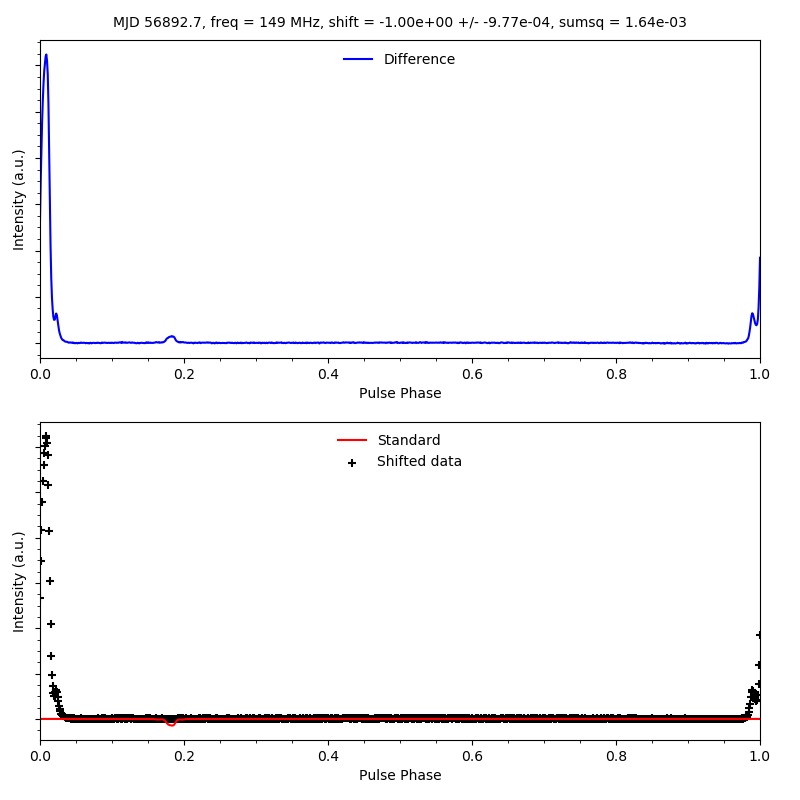 MJD 56892.7, freq = 149 MHz, shift = -1.00e+00 +/- -9.77e-04, sumsq = 1.64e-03
Difference
Intensity (a.u.)
0.0 0.2 0.4 0.6 0.8 1.0
Pulse Phase
Standard
Shifted data
Intensity (a.u.)
0.0 0.2 0.4 0.6 0.8 1.0
Pulse Phase